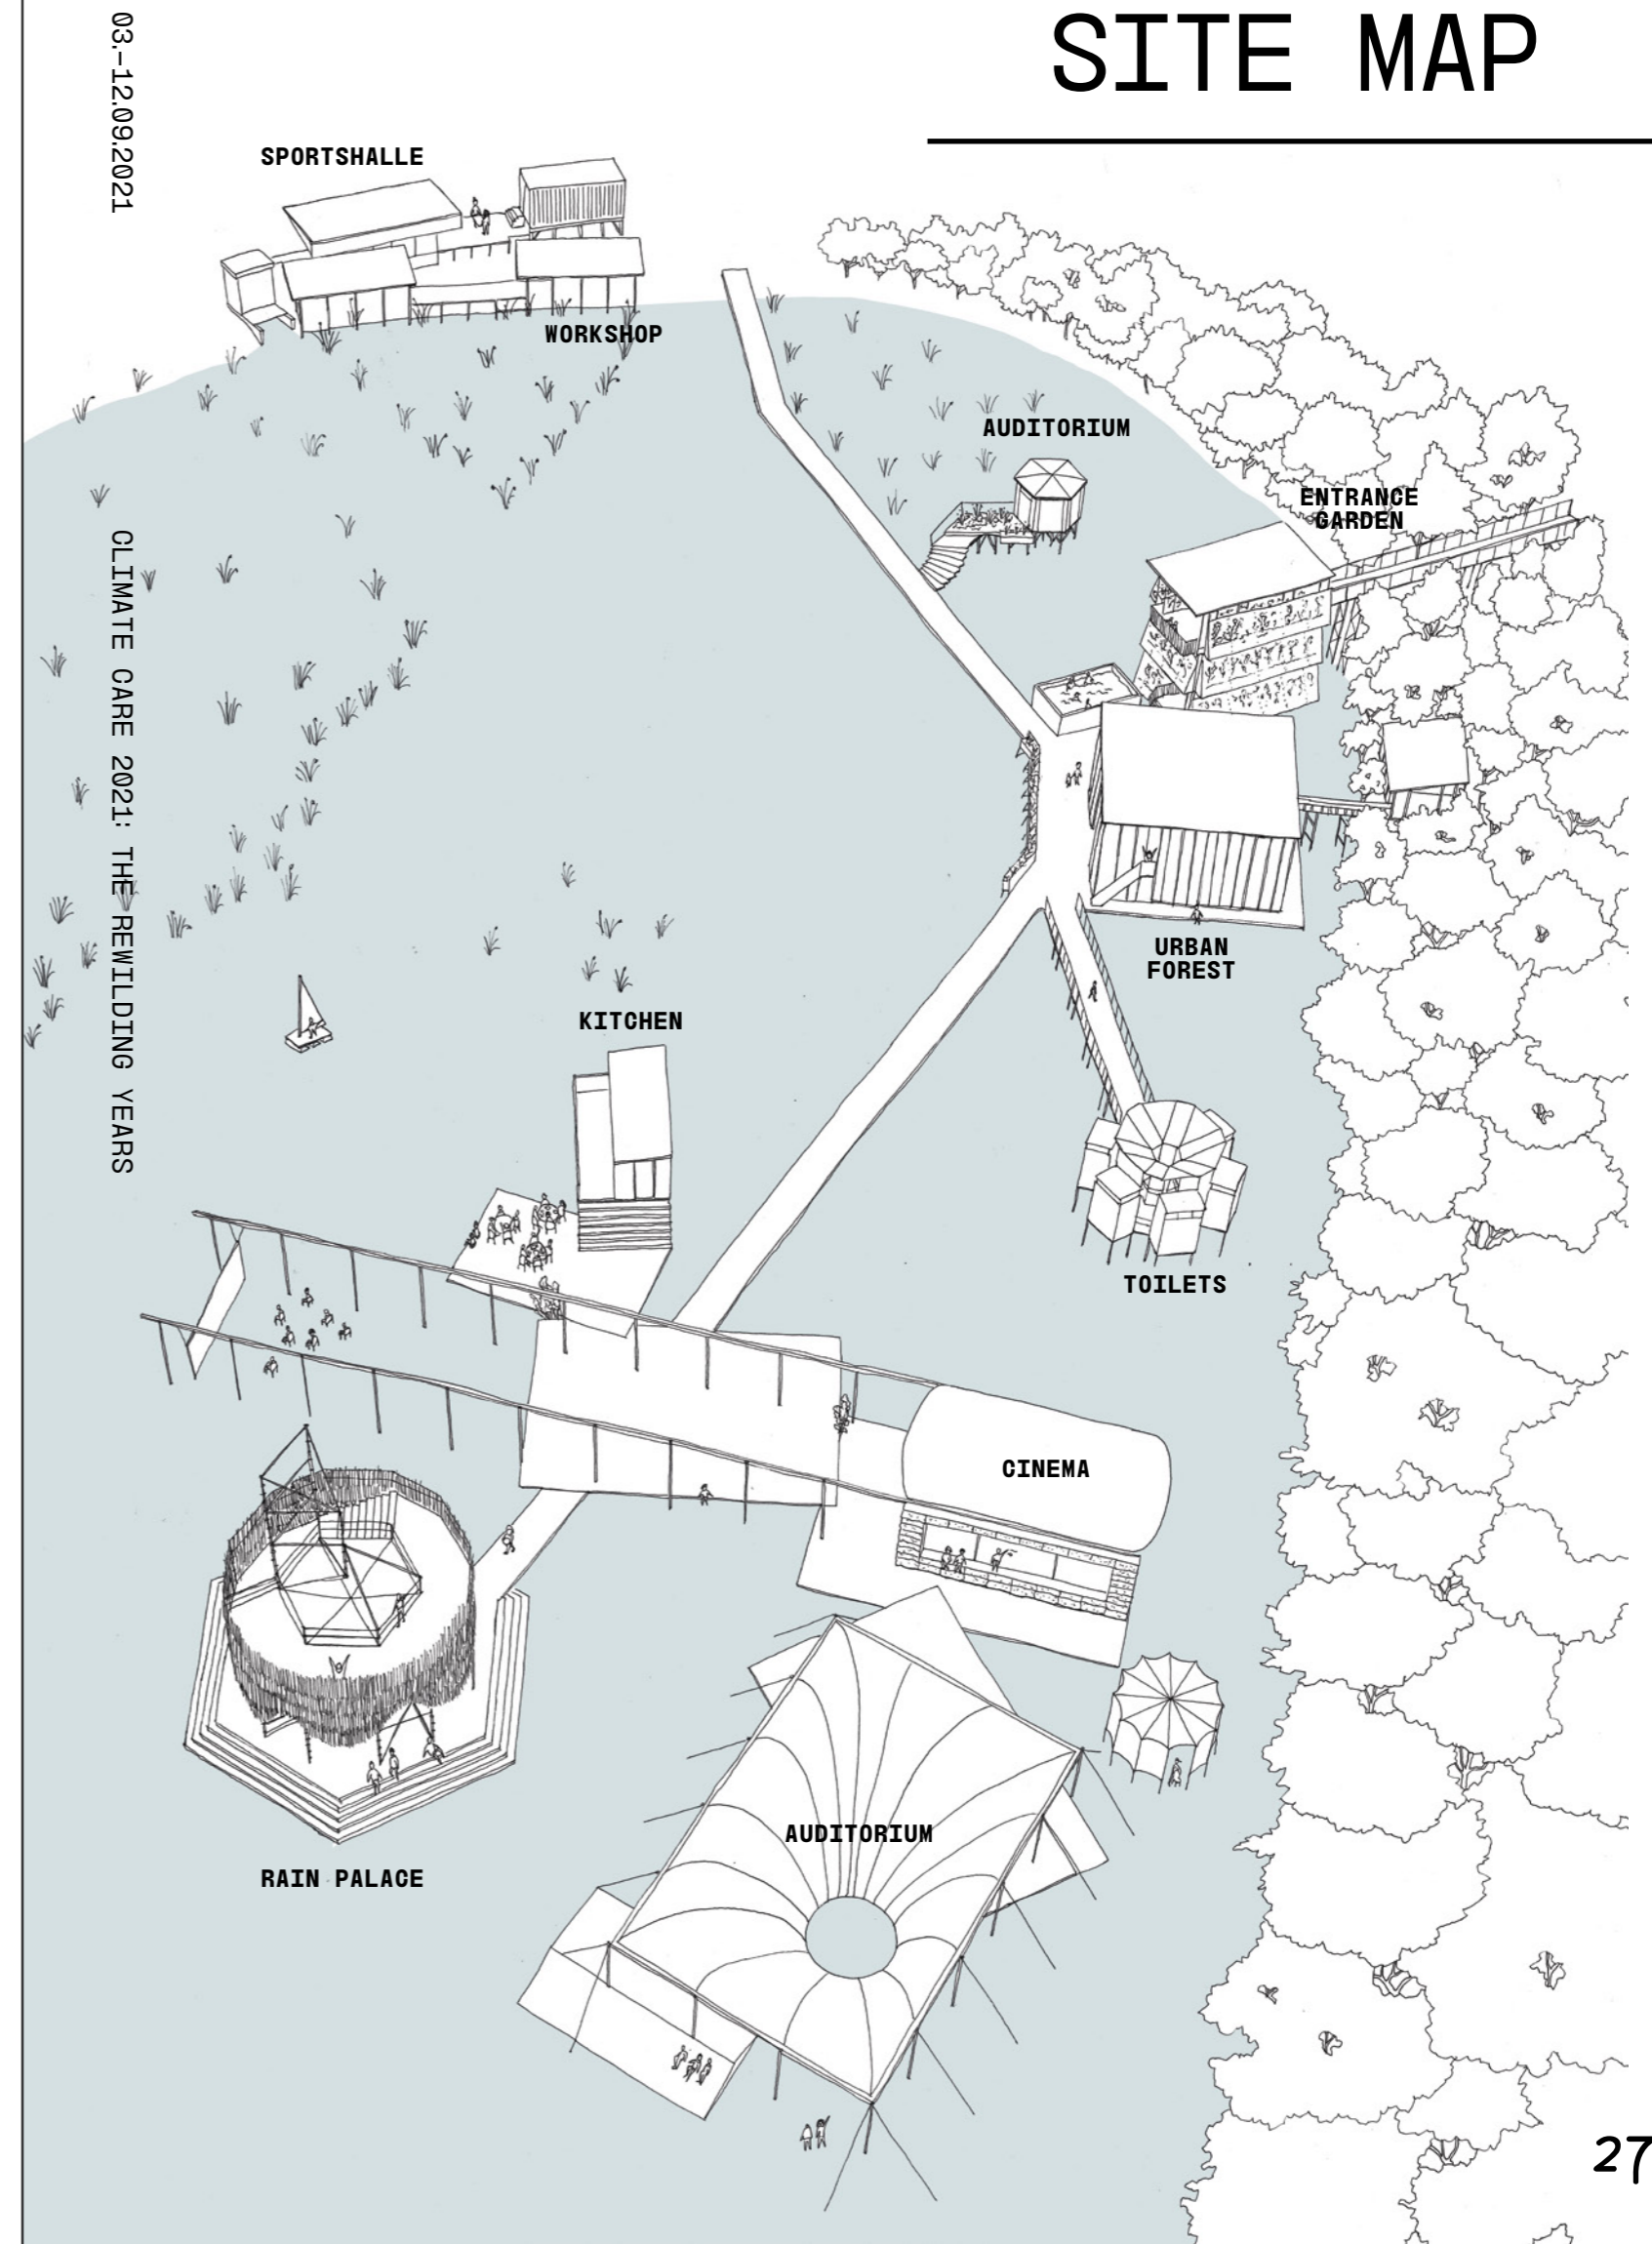 SITE MAP
03.–12.09.2021
CLIMATE CARE 2021: THE REWILDING YEARS
SPORTSHALLE
WORKSHOP
AUDITORIUM
ENTRANCE
GARDEN
URBAN
FOREST
KITCHEN
TOILETS
CINEMA
AUDITORIUM
RAIN PALACE
27